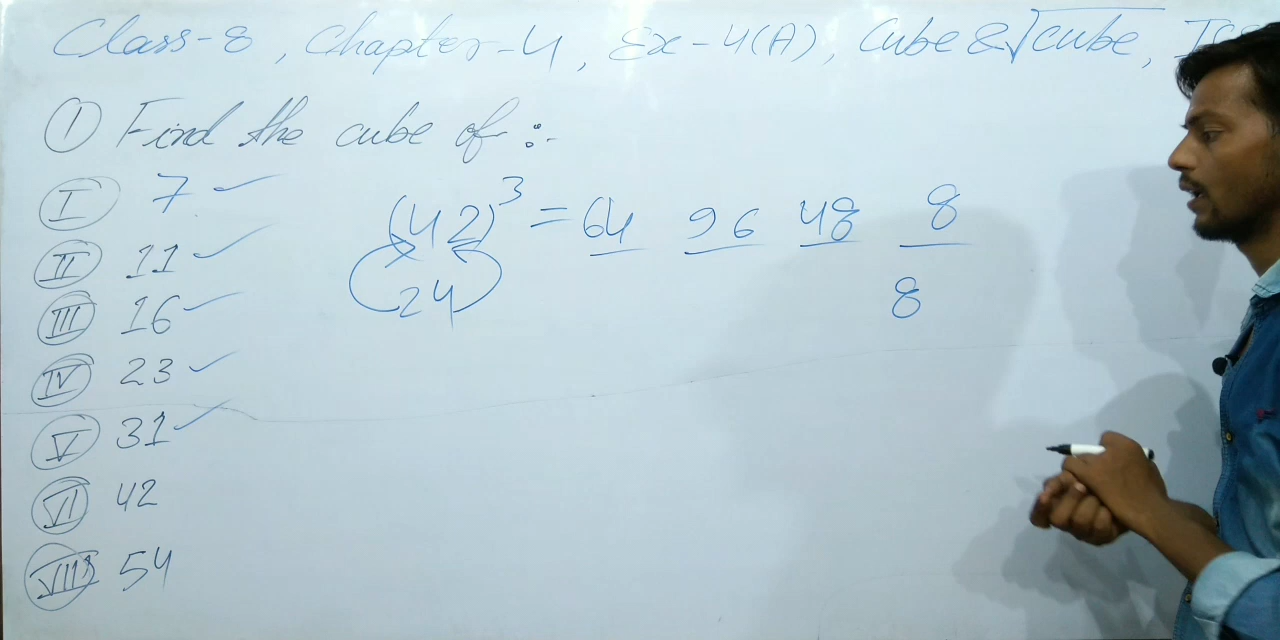 Class-8, Chapter-4, Ex-4(A), Cube & √cube,
① Find the cube of :-
I 7 ✓
II 11 ✓
III 16 ✓
IV 23 ✓
V 31 ✓
VI 42
VII 54
(42)³ = 64 96 48 8
24 8